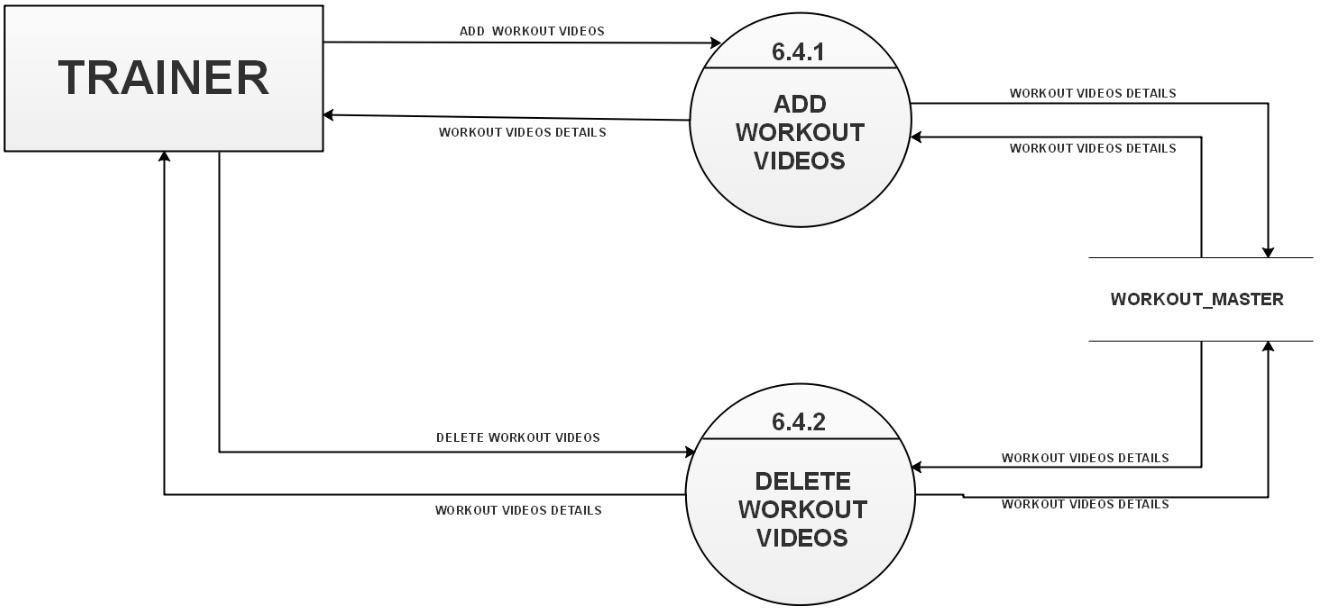 TRAINER
ADD WORKOUT VIDEOS
WORKOUT VIDEOS DETAILS
6.4.1
ADD
WORKOUT
VIDEOS
WORKOUT VIDEOS DETAILS
WORKOUT VIDEOS DETAILS
WORKOUT_MASTER
DELETE WORKOUT VIDEOS
WORKOUT VIDEOS DETAILS
6.4.2
DELETE
WORKOUT
VIDEOS
WORKOUT VIDEOS DETAILS
WORKOUT VIDEOS DETAILS